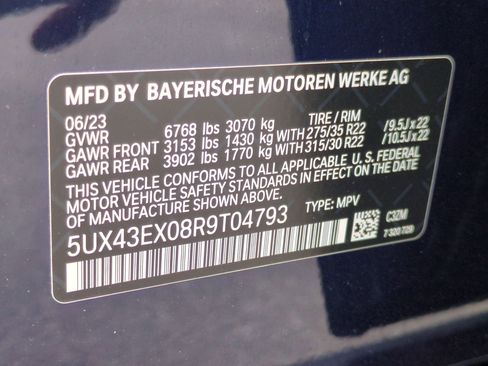 MFD BY BAYERISCHE MOTOREN WERKE AG
06/23 TIRE / RIM
GVWR 6768 lbs 3070 kg
GAWR FRONT 3153 lbs 1430 kg WITH 275/35 R22 / 9.5J x 22
GAWR REAR 3902 lbs 1770 kg WITH 315/30 R22 / 10.5J x 22
THIS VEHICLE CONFORMS TO ALL APPLICABLE U. S. FEDERAL
MOTOR VEHICLE SAFETY STANDARDS IN EFFECT ON THE DATE
OF MANUFACTURE SHOWN ABOVE.
5UX43EX08R9T04793 TYPE: MPV
C3ZM
7 320 729